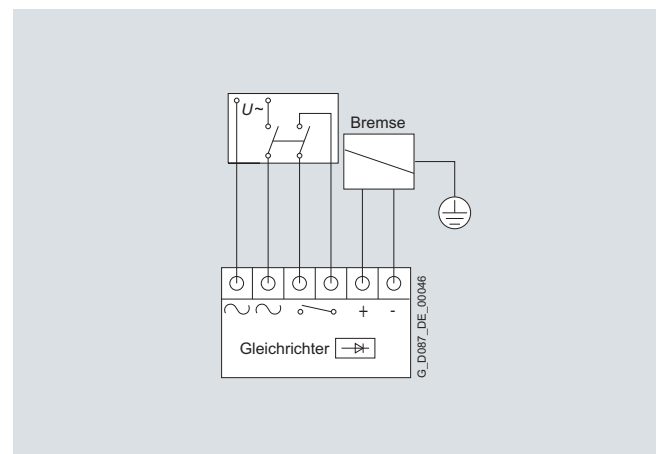 U~
Bremse
+ -
Gleichrichter
G_D087_DE_00046